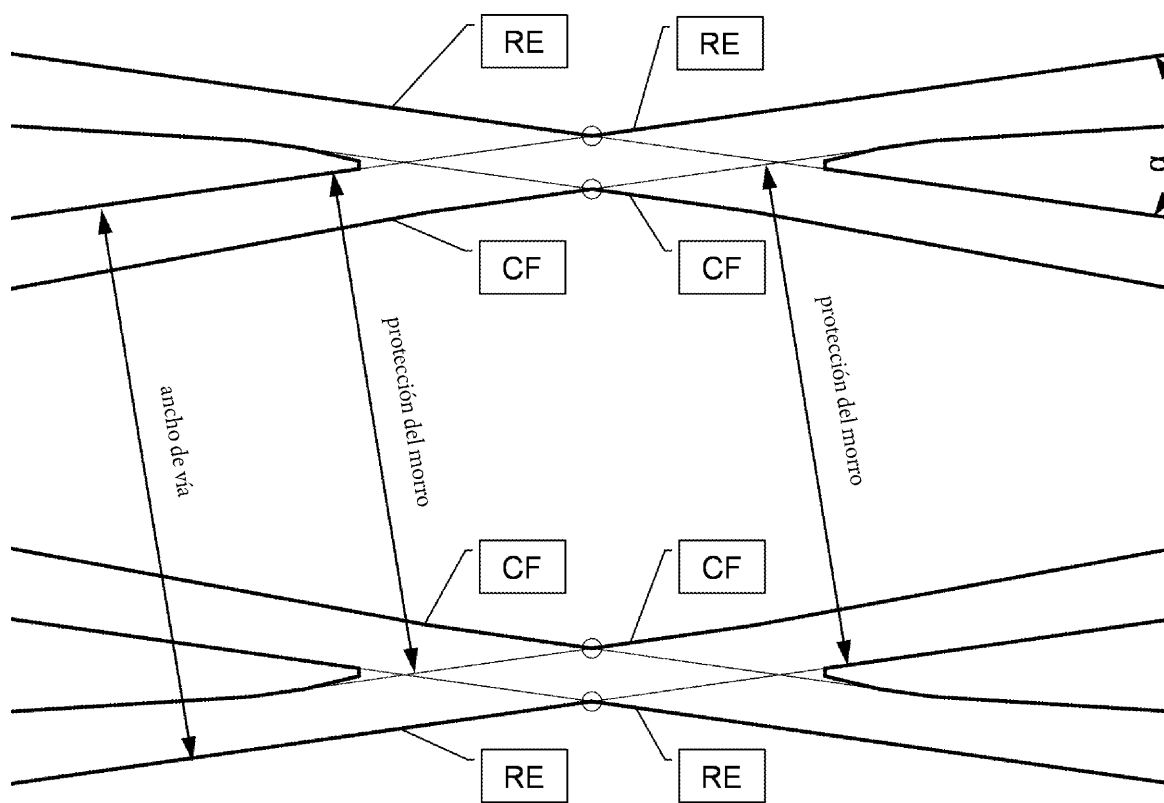 RE
RE
CF
CF
protección del morro
protección del morro
ancho de vía
CF
CF
RE
RE